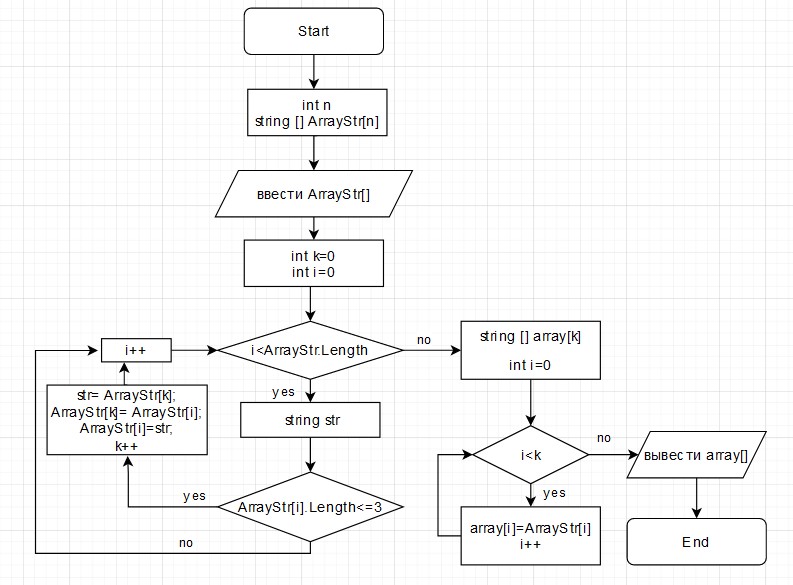 Start
int n
string [] ArrayStr[n]
ввести ArrayStr[]
int k=0
int i=0
i<ArrayStr.Length
no
yes
i++
string str
str= ArrayStr[k];
ArrayStr[k]= ArrayStr[i];
ArrayStr[i]=str;
k++
yes
ArrayStr[i].Length<=3
no
string [] array[k]
int i=0
i<k
no
yes
array[i]=ArrayStr[i]
i++
вывести array[]
End